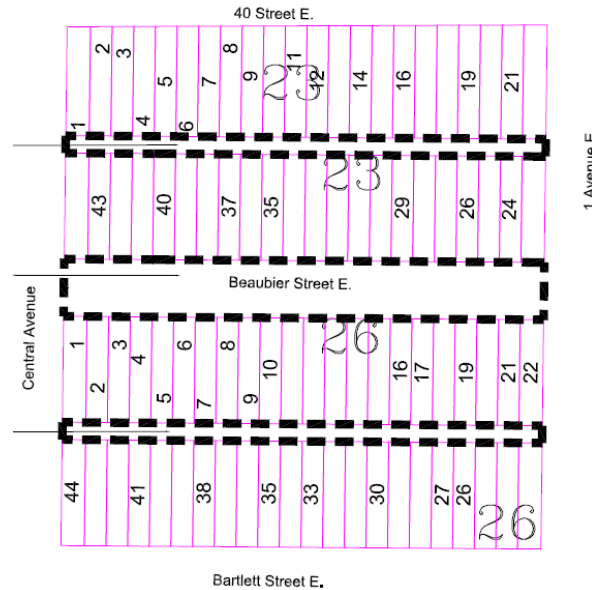 40 Street E.
1 2 3 4 5 6 7 8 9 11 12 14 16 19 21
23
1 Avenue E
23
43 40 37 35 29 26 24
Beaubier Street E.
Central Avenue
26
1 2 3 4 5 6 7 8 9 10 16 17 19 21 22
44 41 38 35 33 30 27 26
26
Bartlett Street E.